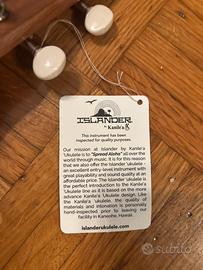 ISLANDER
by Kanile'a
This instrument has been
inspected for quality purposes.
Our mission at Islander by Kanile'a
'Ukulele is to "Spread Aloha" all over the
world through music. It is for this reason
that we also offer the Islander 'ukulele -
an excellent entry-level instrument with
great playability and sound quality at an
affordable price. The Islander 'ukulele is
the perfect introduction to the Kanile'a
'Ukulele line as it is based on the more
advance Kanile'a 'Ukulele design. Like
the Kanile'a 'ukulele, the quality of
materials and intonation is personally
hand-inspected prior to leaving our
facility in Kaneohe, Hawaii.
islanderukulele.com
subito